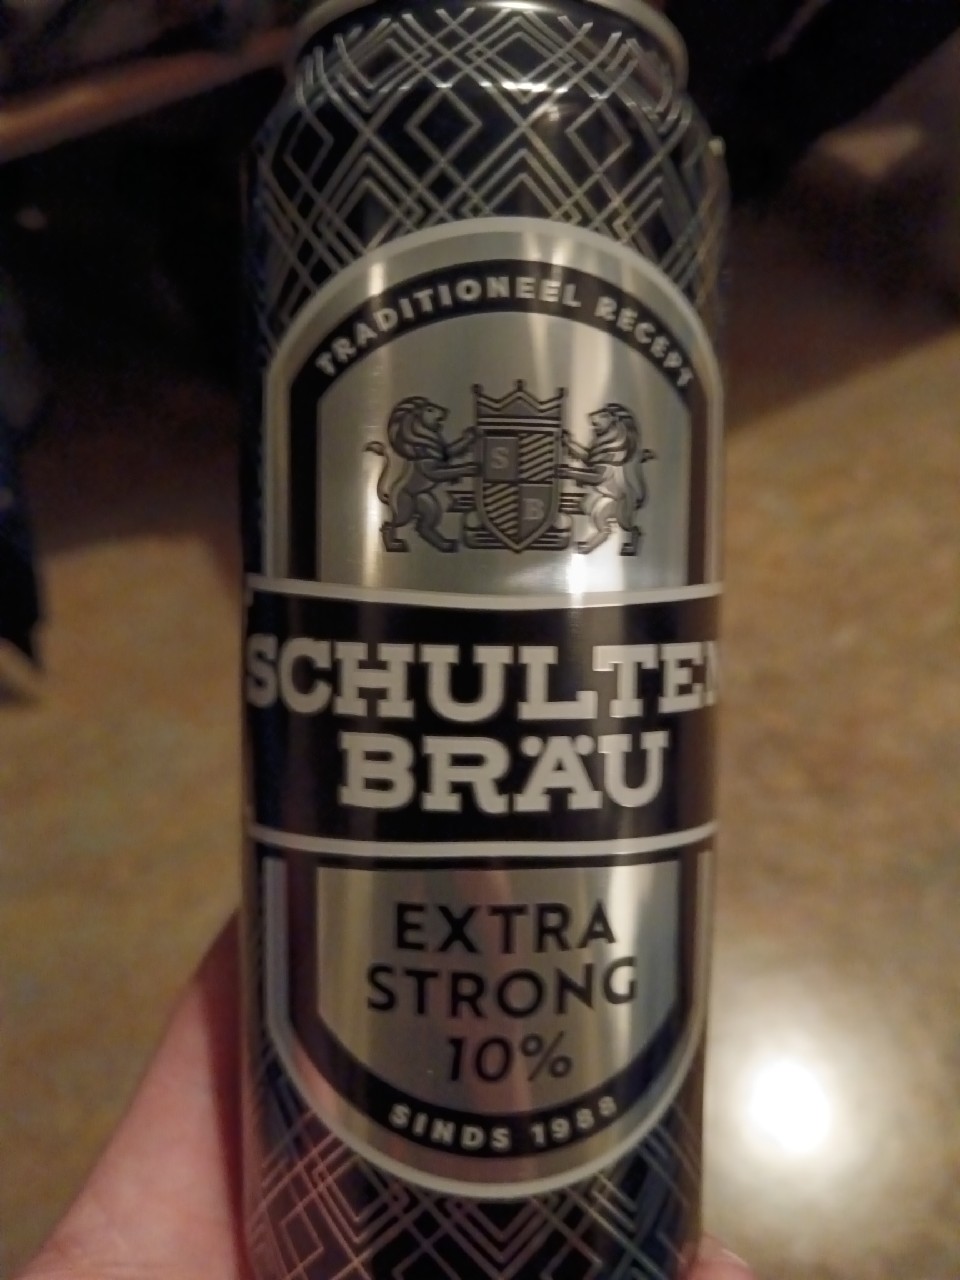 TRADITIONEEL RECEPT
S
B
SCHULTEN
BRÄU
EXTRA
STRONG
10%
SINDS 1988